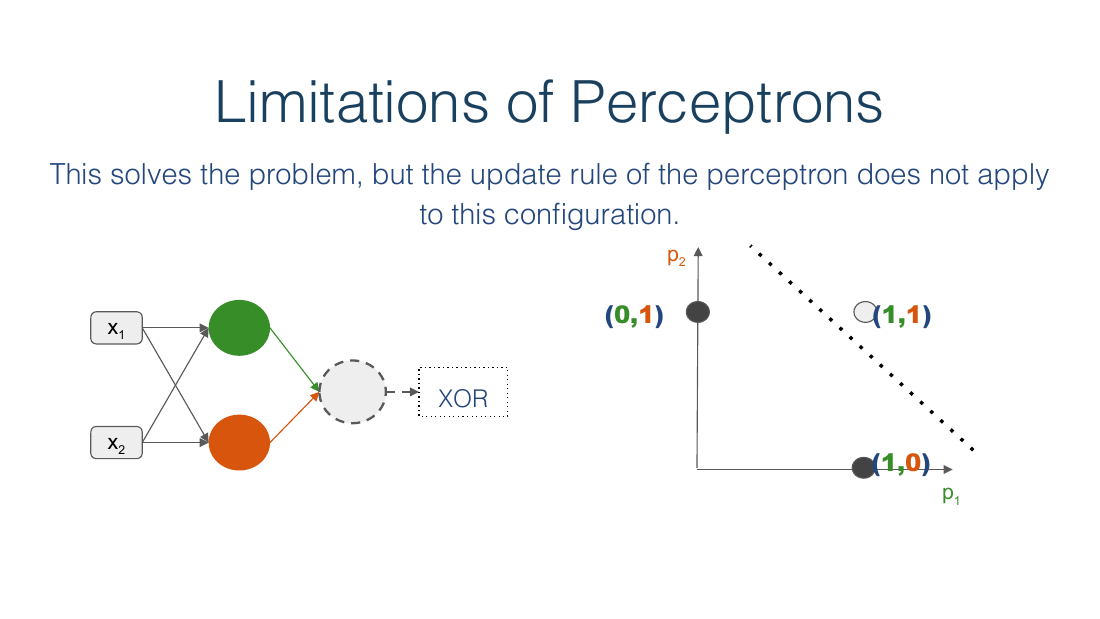 Limitations of Perceptrons
This solves the problem, but the update rule of the perceptron does not apply
to this configuration.
p2
(0,1)
(1,1)
x1
XOR
x2
(1,0)
p1